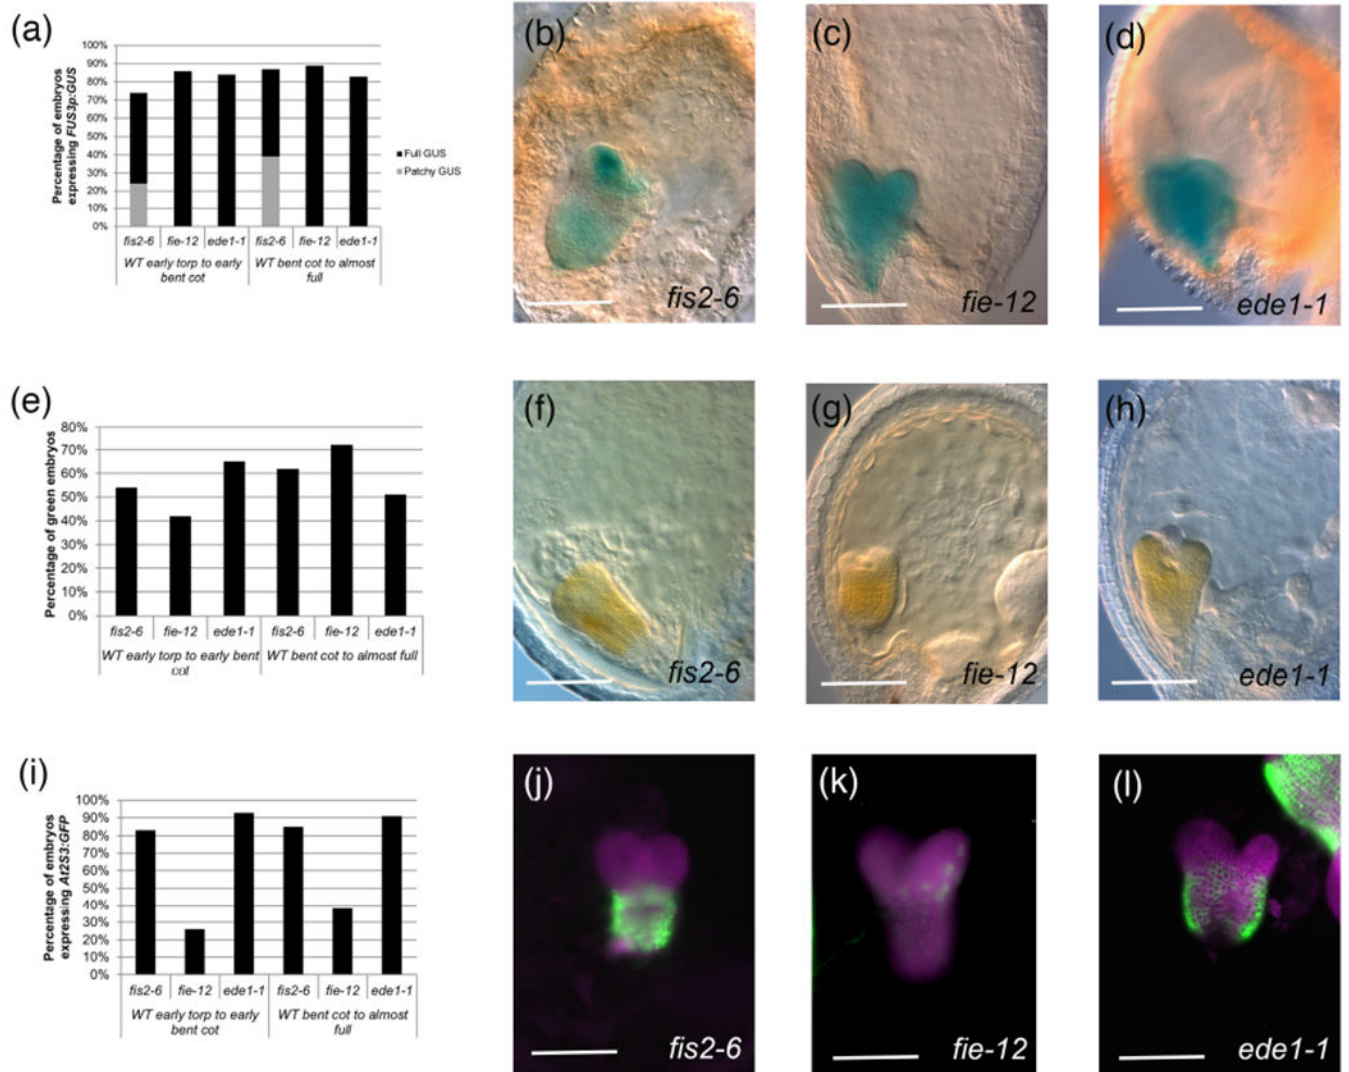 (a)
Percentage of embryos
expressing FUS3p:GUS
100%
90%
80%
70%
60%
50%
40%
30%
20%
10%
0%
fis2-6 fie-12 ede1-1 fis2-6 fie-12 ede1-1
WT early torp to early
bent cot
WT bent cot to almost
full
Full GUS
Patchy GUS
(b)
fis2-6
(c)
fie-12
(d)
ede1-1
(e)
Percentage of green embryos
80%
70%
60%
50%
40%
30%
20%
10%
0%
fis2-6 fie-12 ede1-1 fis2-6 fie-12 ede1-1
WT early torp to early bent
cot
WT bent cot to almost full
(f)
fis2-6
(g)
fie-12
(h)
ede1-1
(i)
Percentage of embryos
expressing At2S3:GFP
100%
90%
80%
70%
60%
50%
40%
30%
20%
10%
0%
fis2-6 fie-12 ede1-1 fis2-6 fie-12 ede1-1
WT early torp to early
bent cot
WT bent cot to almost
full
(j)
fis2-6
(k)
fie-12
(l)
ede1-1